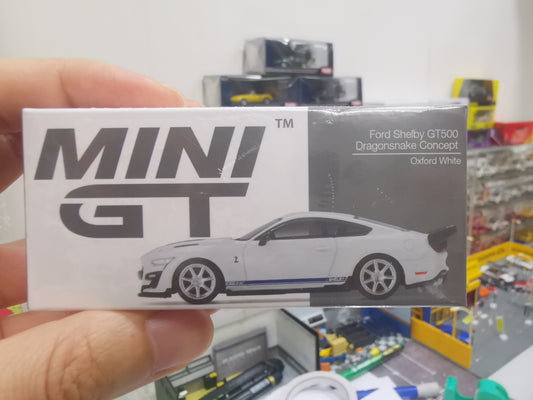 MINI
GT
TM
Ford Shelby GT500
Dragonsnake Concept
Oxford White